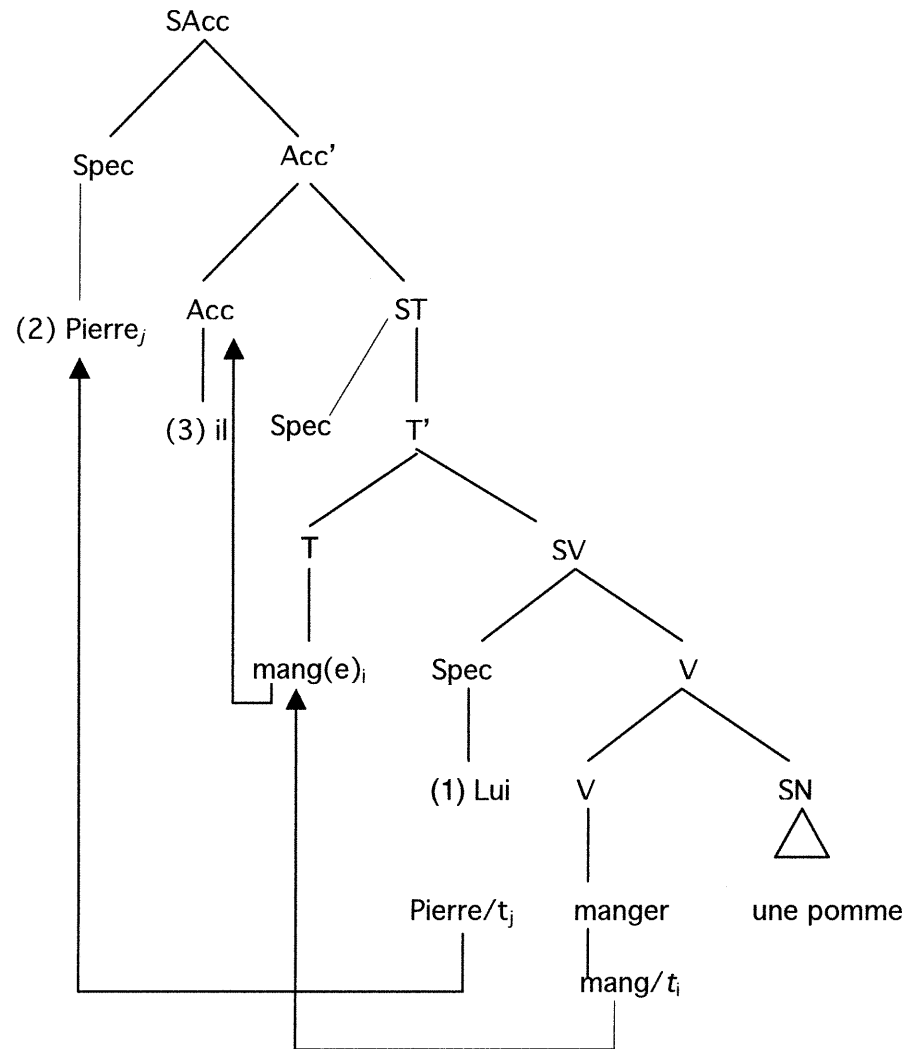 SAcc
Spec Acc'
Acc ST
(2) Pierrej
(3) il Spec T'
T SV
mang(e)i Spec V
(1) Lui V SN
Pierre/tj manger une pomme
mang/ti